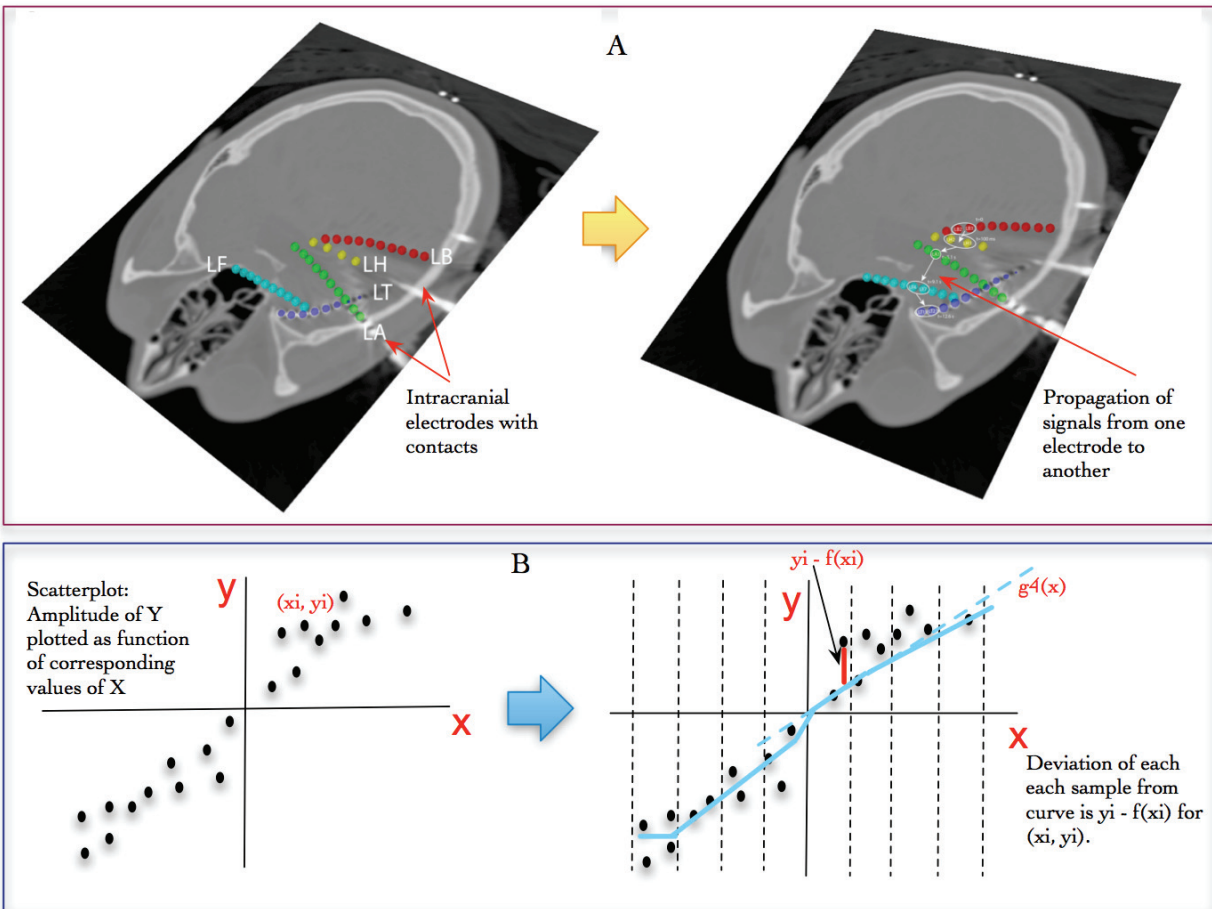 A
LF
LH
LB
LT
LA
Intracranial
electrodes with
contacts
Propagation of
signals from one
electrode to
another
B
Scatterplot:
Amplitude of Y
plotted as function
of corresponding
values of X
y
(xi, yi)
x
yi - f(xi)
g4(x)
y
x
Deviation of each
each sample from
curve is yi - f(xi) for
(xi, yi).